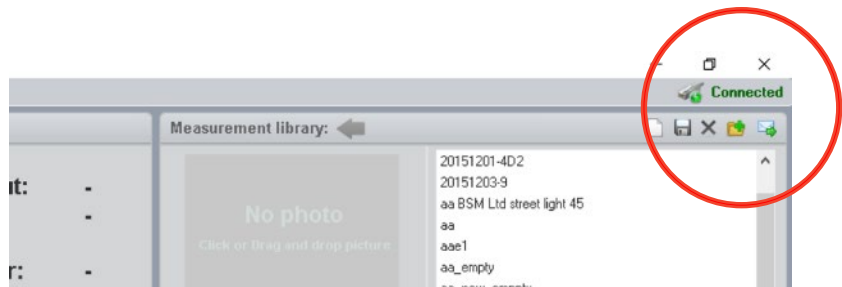 Connected
Measurement library:
ut: -
-
r: -
No photo
Click or Drag and drop picture
20151201-4D2
20151203-9
aa BSM Ltd street light 45
aa
aae1
aa_empty